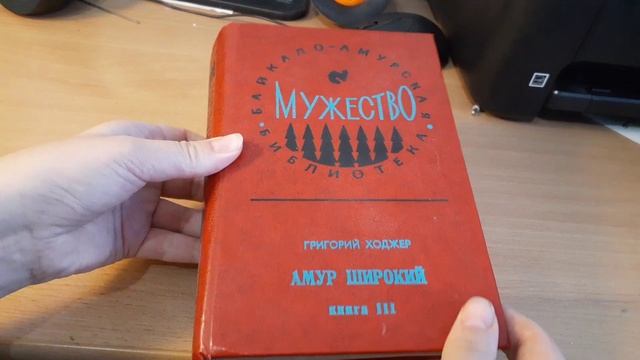 БАЙКАЛО-АМУРСКАЯ
МУЖЕСТВО
БИБЛИОТЕКА
ГРИГОРИЙ ХОДЖЕР
АМУР ШИРОКИЙ
книга III